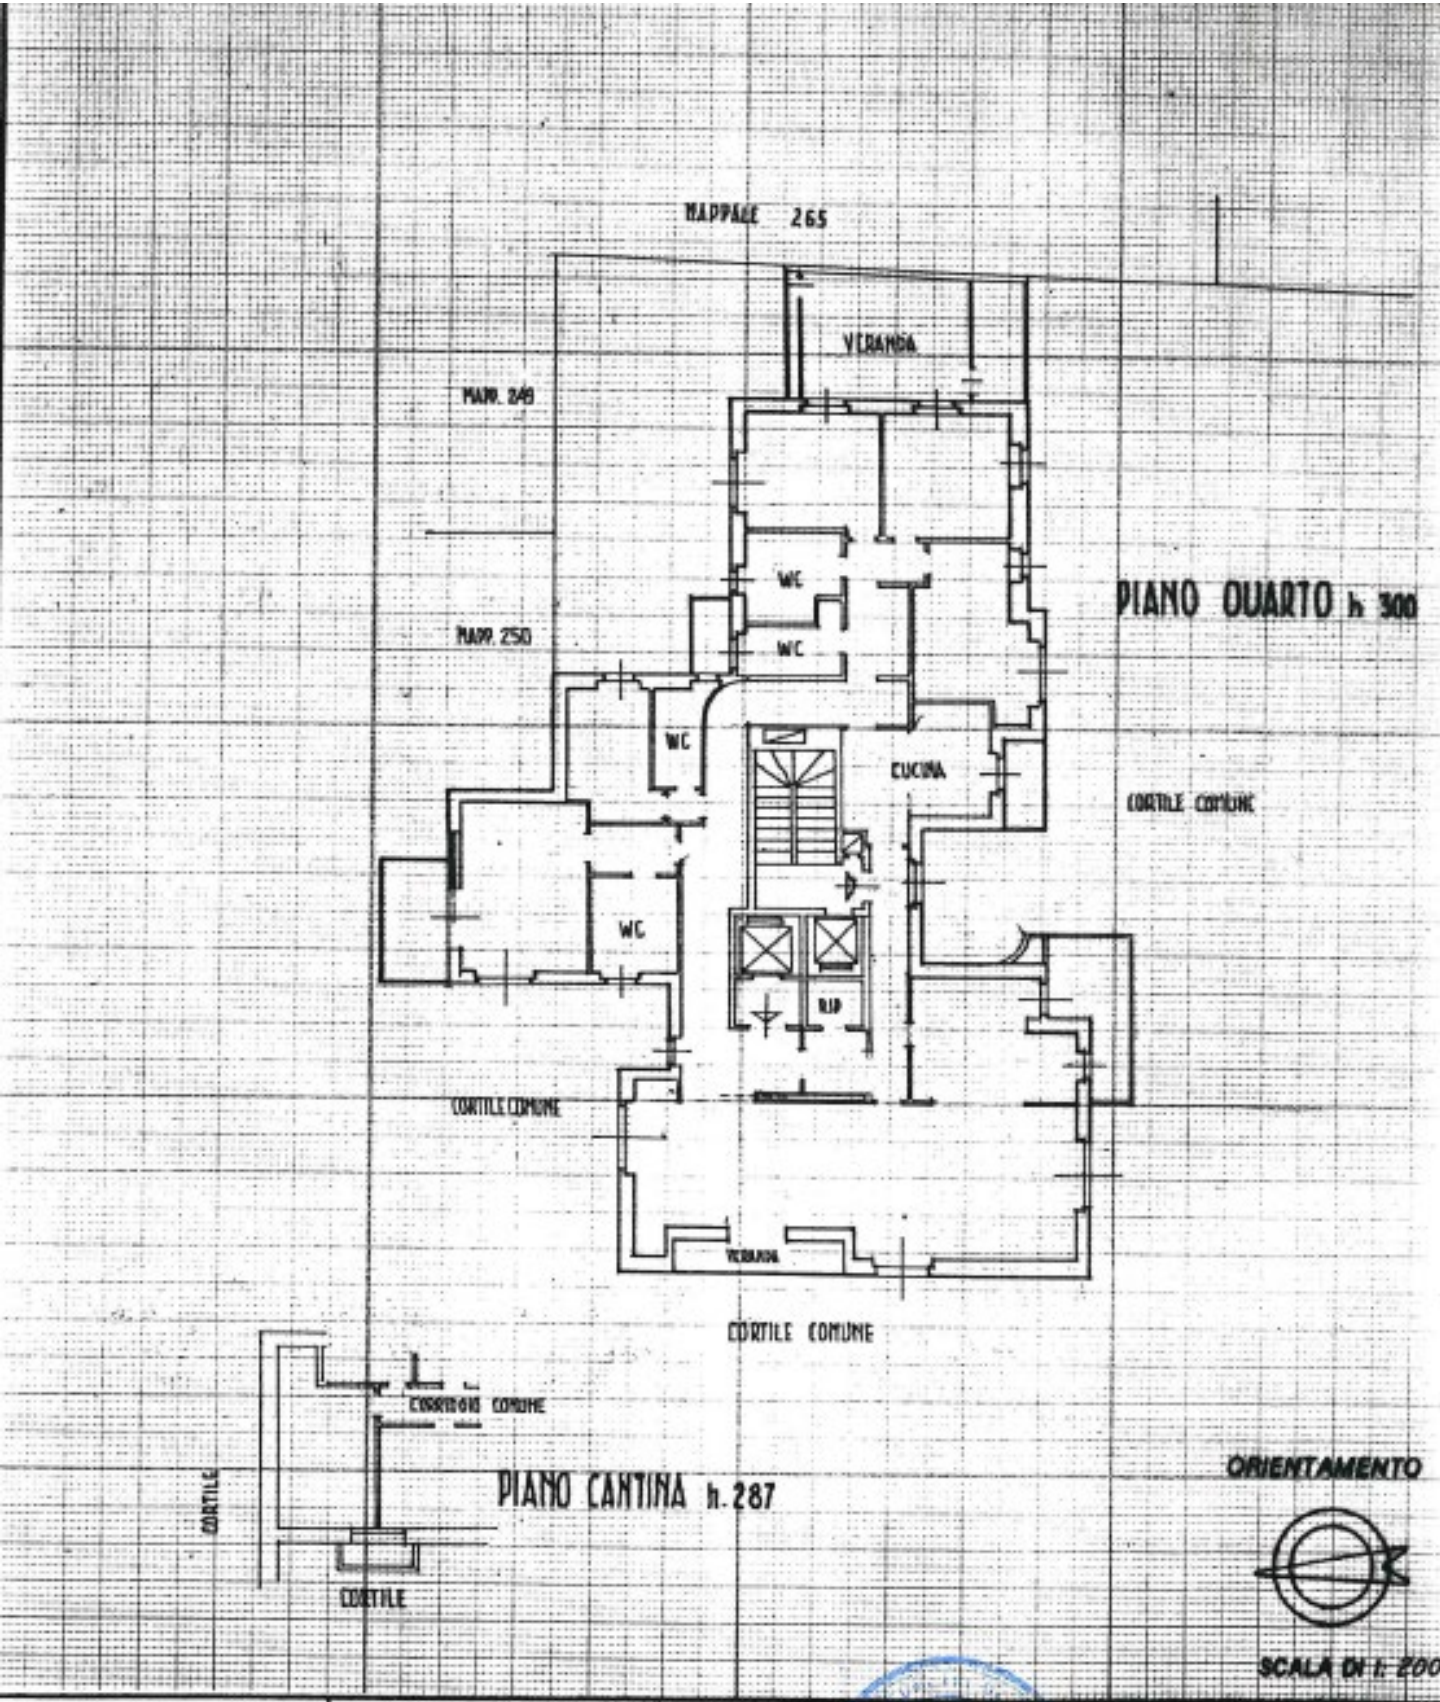 MAPPALE 265
VERANDA
MAPP. 249
WC
PIANO QUARTO h 300
MAPP. 250
WC
WC
CUCINA
CORTILE COMUNE
WC
RIP
CORTILE COMUNE
VERANDA
CORTILE COMUNE
CORRIDOIO COMUNE
ORIENTAMENTO
PIANO CANTINA h. 287
CORTILE
CORTILE
SCALA DI 1: 200